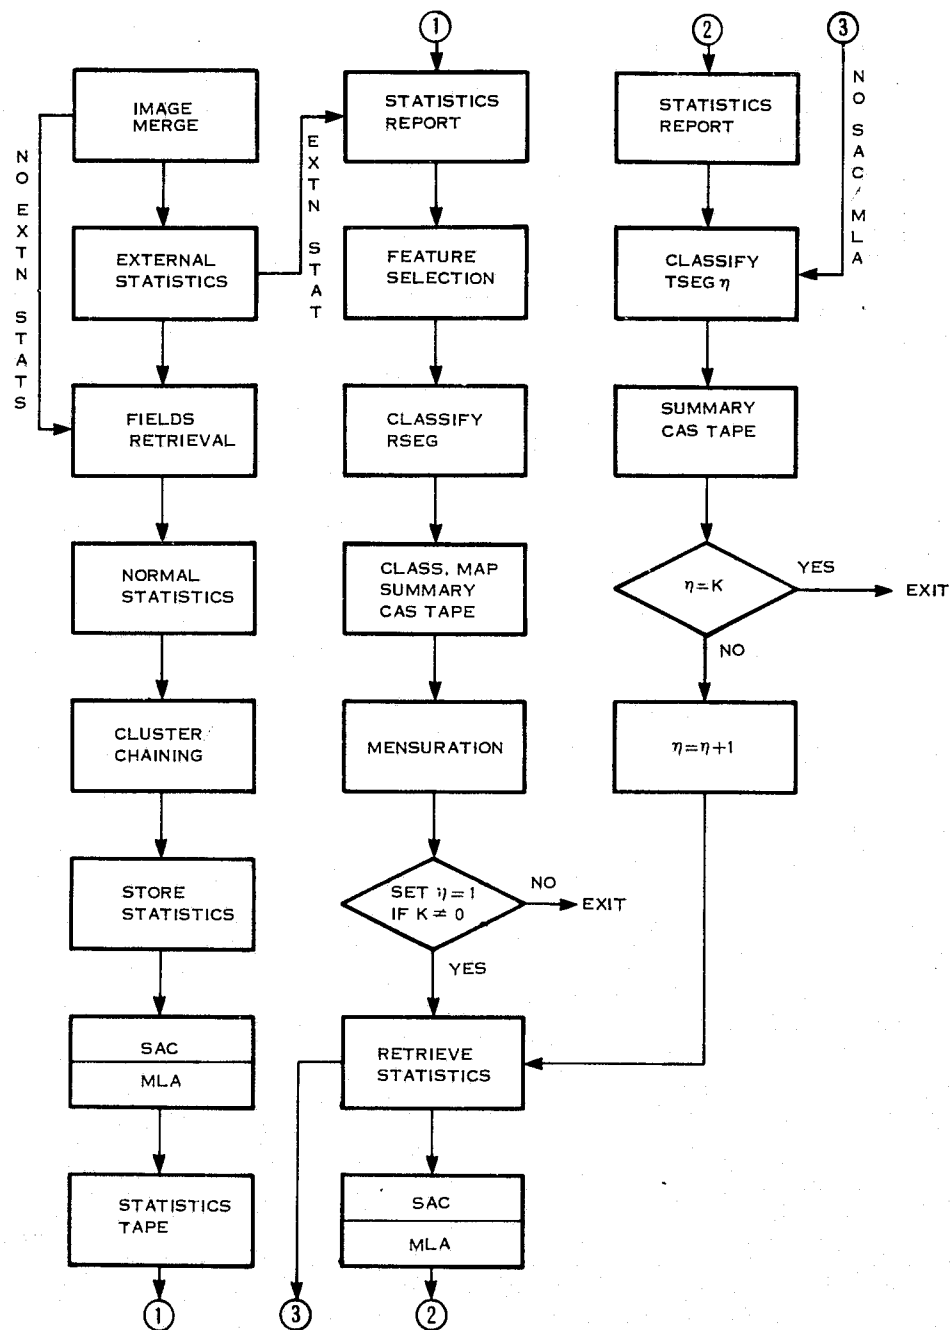 IMAGE
MERGE
NO EXTN STATS
EXTERNAL
STATISTICS
EXTN STAT
FIELDS
RETRIEVAL
NORMAL
STATISTICS
CLUSTER
CHAINING
STORE
STATISTICS
SAC
MLA
STATISTICS
TAPE
1
1
STATISTICS
REPORT
FEATURE
SELECTION
CLASSIFY
RSEG
CLASS. MAP
SUMMARY
CAS TAPE
MENSURATION
SET η=1
IF K ≠ 0
NO
EXIT
YES
RETRIEVE
STATISTICS
SAC
MLA
3
2
2
3
NO SAC/MLA
STATISTICS
REPORT
CLASSIFY
TSEG η
SUMMARY
CAS TAPE
η=K
YES
EXIT
NO
η=η+1